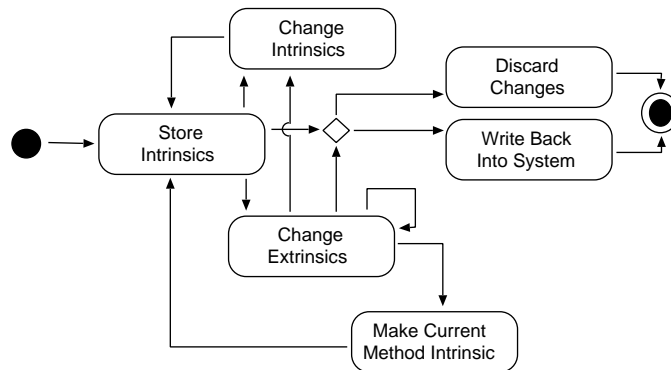 Change
Intrinsics
Discard
Changes
Store
Intrinsics
Write Back
Into System
Change
Extrinsics
Make Current
Method Intrinsic